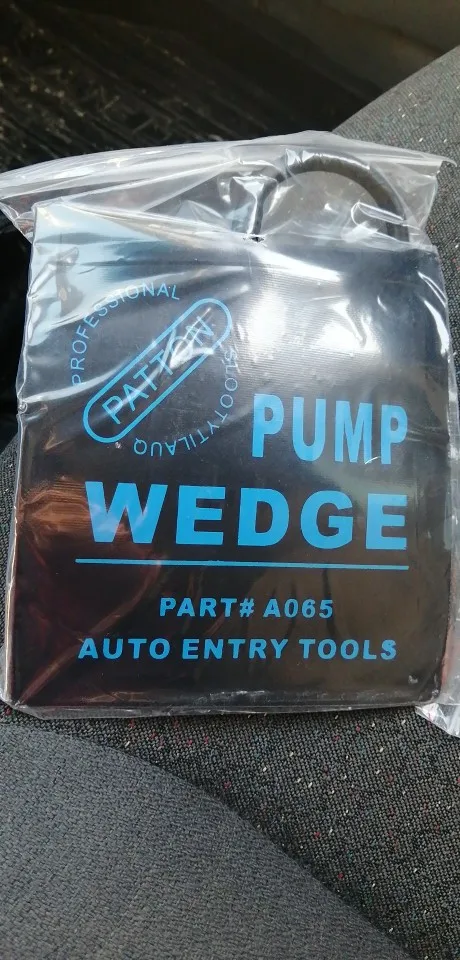 PROFESSIONAL
PATTON
QUALITYTOOLS
PUMP
WEDGE
PART# A065
AUTO ENTRY TOOLS